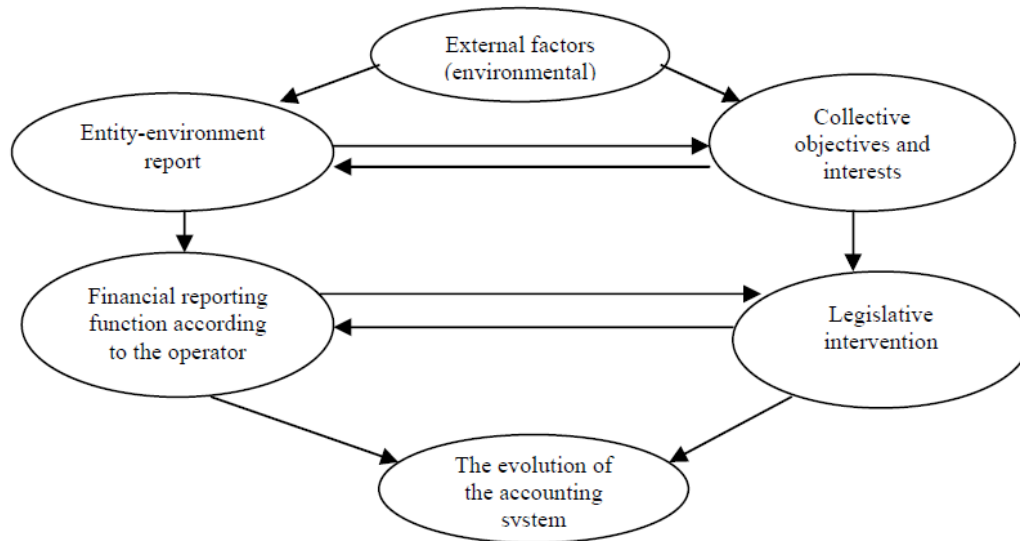 External factors
(environmental)
Entity-environment
report
Collective
objectives and
interests
Financial reporting
function according
to the operator
Legislative
intervention
The evolution of
the accounting
system